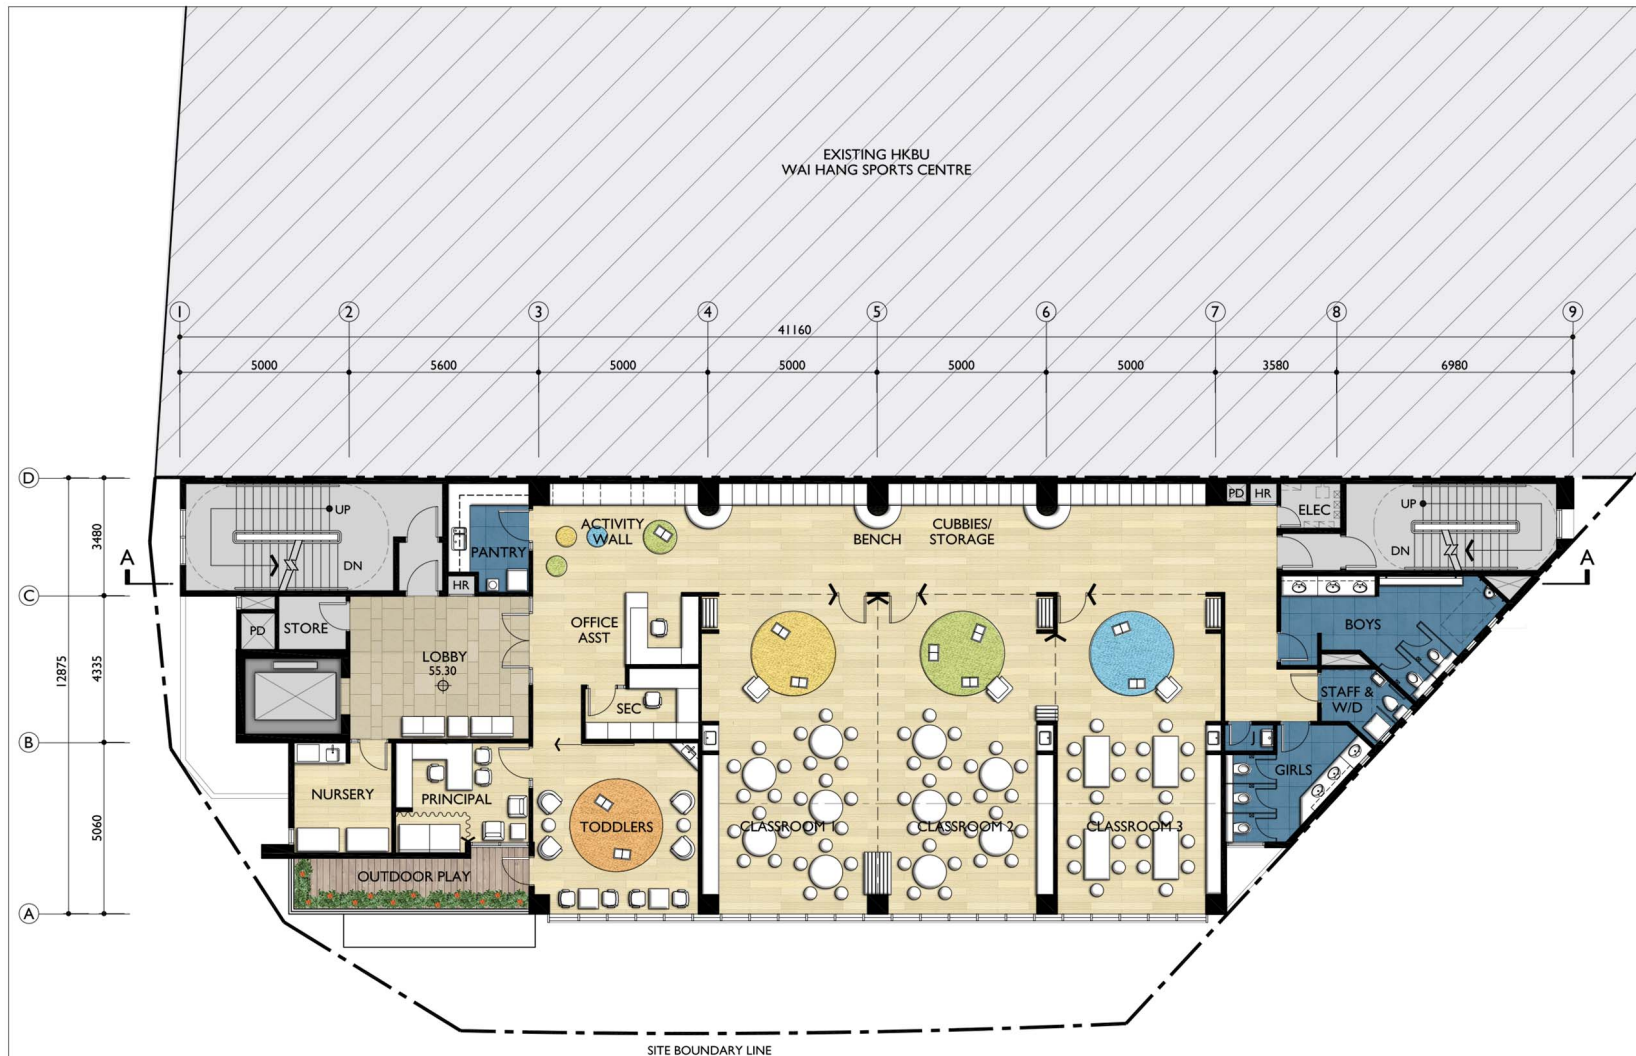 EXISTING HKBU
WAI HANG SPORTS CENTRE
1 2 3 4 5 6 7 8 9
41160
5000 5600 5000 5000 5000 5000 3580 6980
D
C
B
A
12875
3480
4335
5060
A
A
UP
DN
PANTRY
HR
ACTIVITY
WALL
BENCH
CUBBIES/
STORAGE
PD
HR
ELEC
UP
DN
PD
STORE
LOBBY
55.30
OFFICE
ASST
SEC
BOYS
STAFF &
W/D
J
GIRLS
NURSERY
PRINCIPAL
TODDLERS
CLASSROOM 1
CLASSROOM 2
CLASSROOM 3
OUTDOOR PLAY
SITE BOUNDARY LINE